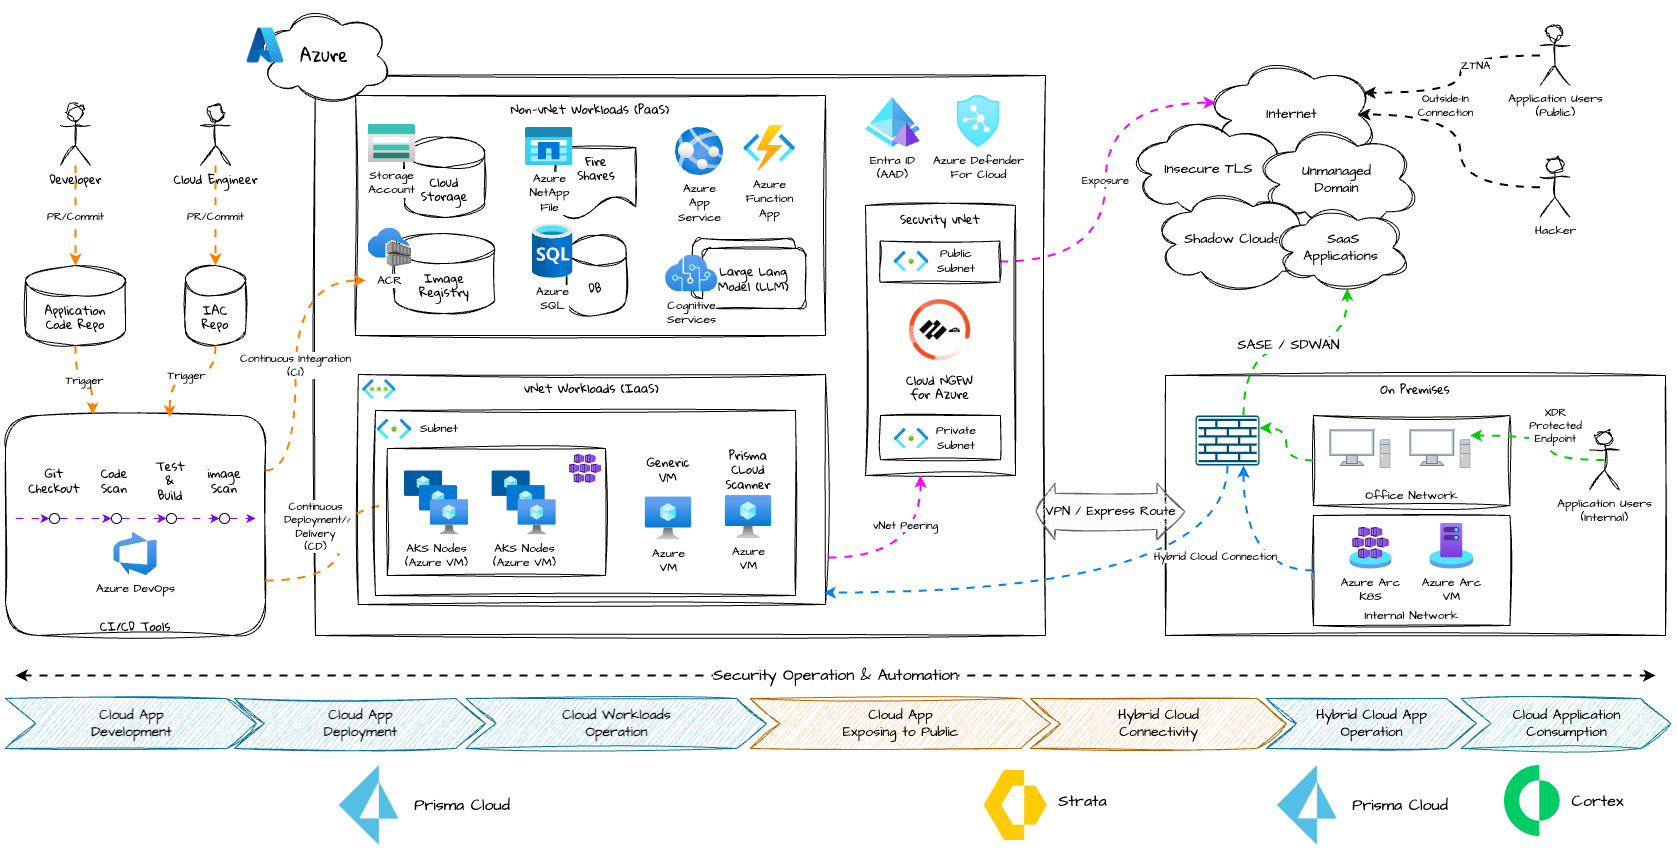 Azure
Developer
Cloud Engineer
PR/Commit
PR/Commit
Application
Code Repo
IAC
Repo
Trigger
Trigger
Continuous Integration
(CI)
Continuous
Deployment/
Delivery
(CD)
Git
Checkout
Code
Scan
Test
&
Build
image
Scan
Azure DevOps
CI/CD Tools
Non-vNet Workloads (PaaS)
Storage
Account
Cloud
Storage
Azure
NetApp
File
Fire
Shares
Azure
App
Service
Azure
Function
App
ACR
Image
Registry
SQL
Azure
SQL
DB
Cognitive
Services
Large Lang
Model (LLM)
vNet Workloads (IaaS)
Subnet
AKS Nodes
(Azure VM)
AKS Nodes
(Azure VM)
Generic
VM
Azure
VM
Prisma
CLoud
Scanner
Azure
VM
Entra ID
(AAD)
Azure Defender
For Cloud
Security vNet
Public
Subnet
Cloud NGFW
for Azure
Private
Subnet
vNet Peering
Exposure
VPN / Express Route
Hybrid Cloud Connection
Internet
Insecure TLS
Unmanaged
Domain
Shadow Clouds
SaaS
Applications
ZTNA
Outside-In
Connection
Application Users
(Public)
Hacker
SASE / SDWAN
On Premises
Office Network
XDR
Protected
Endpoint
Application Users
(Internal)
Azure Arc
K8S
Azure Arc
VM
Internal Network
Security Operation & Automation
Cloud App
Development
Cloud App
Deployment
Cloud Workloads
Operation
Cloud App
Exposing to Public
Hybrid Cloud
Connectivity
Hybrid Cloud App
Operation
Cloud Application
Consumption
Prisma Cloud
Strata
Prisma Cloud
Cortex